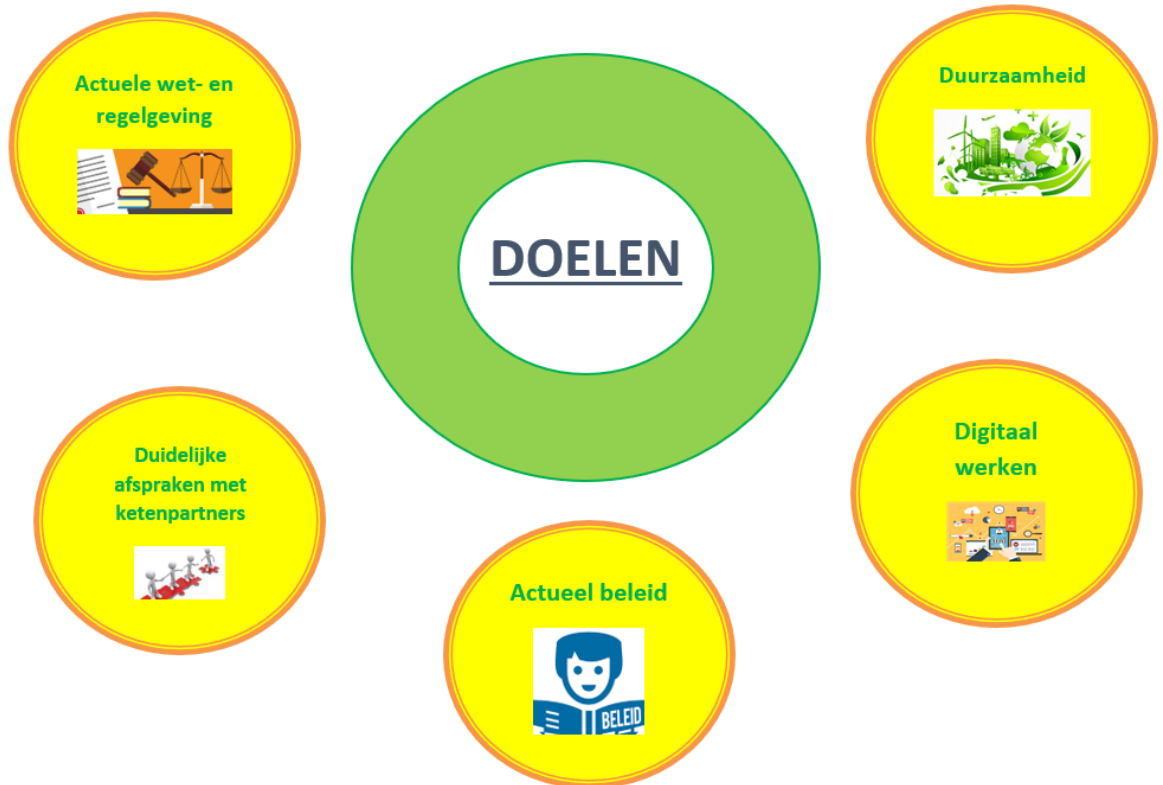 Actuele wet- en
regelgeving
Duurzaamheid
DOELEN
Duidelijke
afspraken met
ketenpartners
Digitaal
werken
Actueel beleid
BELEID